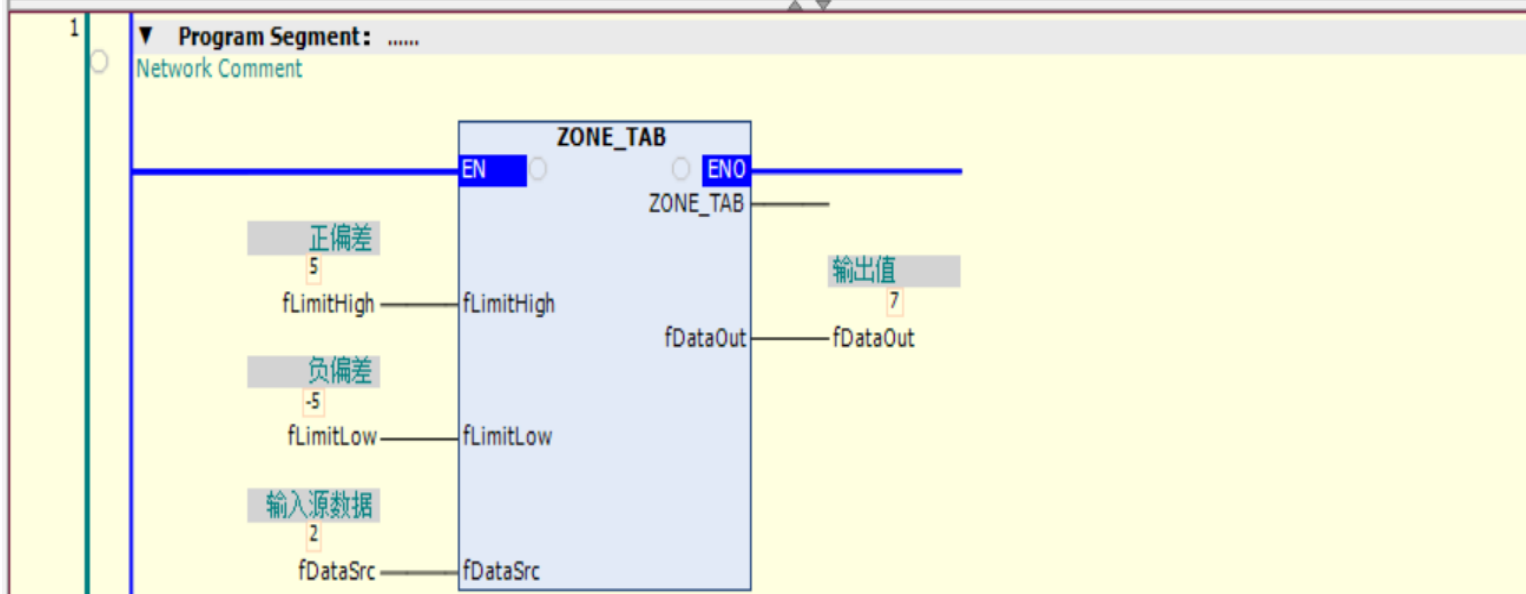 1
▼ Program Segment: ......
Network Comment
ZONE_TAB
EN ENO
ZONE_TAB
正偏差
5
fLimitHigh fLimitHigh
输出值
7
fDataOut fDataOut
负偏差
-5
fLimitLow fLimitLow
输入源数据
2
fDataSrc fDataSrc